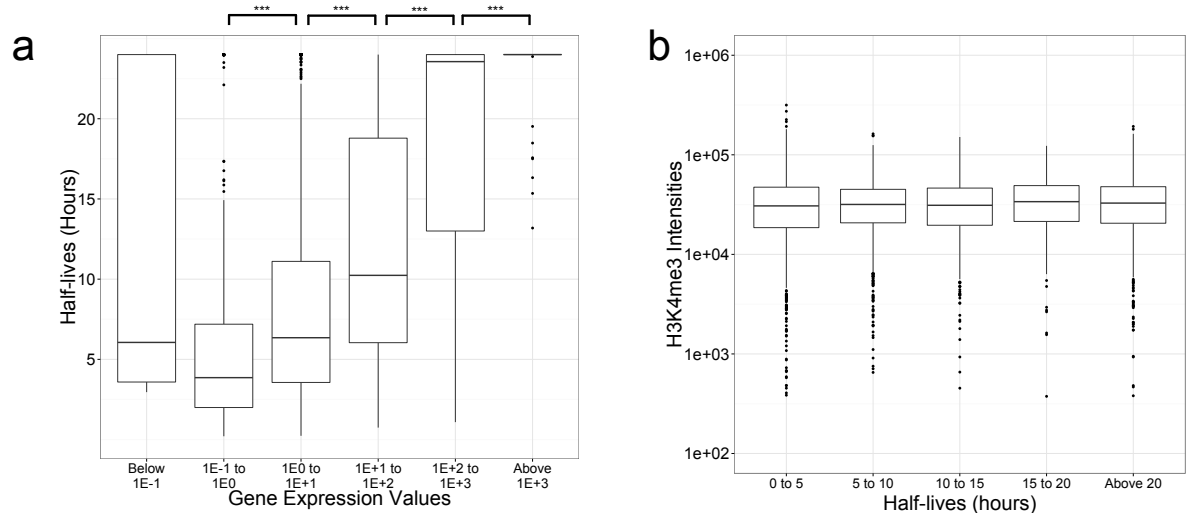 *** *** *** ***
a
Half-lives (Hours)
20
15
10
5
Below 1E-1
1E-1 to 1E0
1E0 to 1E+1
1E+1 to 1E+2
1E+2 to 1E+3
Above 1E+3
Gene Expression Values
b
H3K4me3 Intensities
1e+06
1e+05
1e+04
1e+03
1e+02
0 to 5
5 to 10
10 to 15
15 to 20
Above 20
Half-lives (hours)